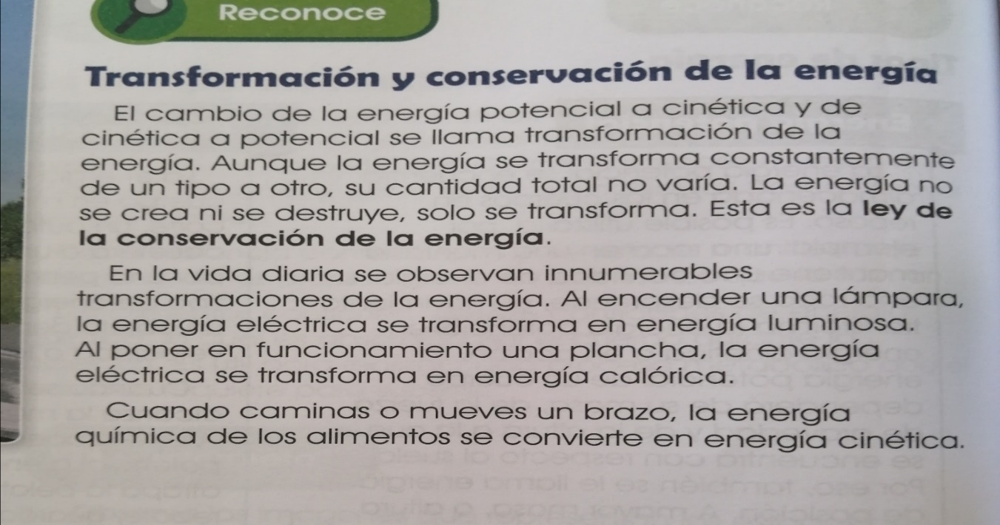 Reconoce
Transformación y conservación de la energía
El cambio de la energía potencial a cinética y de
cinética a potencial se llama transformación de la
energía. Aunque la energía se transforma constantemente
de un tipo a otro, su cantidad total no varía. La energía no
se crea ni se destruye, solo se transforma. Esta es la ley de
la conservación de la energía.
En la vida diaria se observan innumerables
transformaciones de la energía. Al encender una lámpara,
la energía eléctrica se transforma en energía luminosa.
Al poner en funcionamiento una plancha, la energía
eléctrica se transforma en energía calórica.
Cuando caminas o mueves un brazo, la energía
química de los alimentos se convierte en energía cinética.